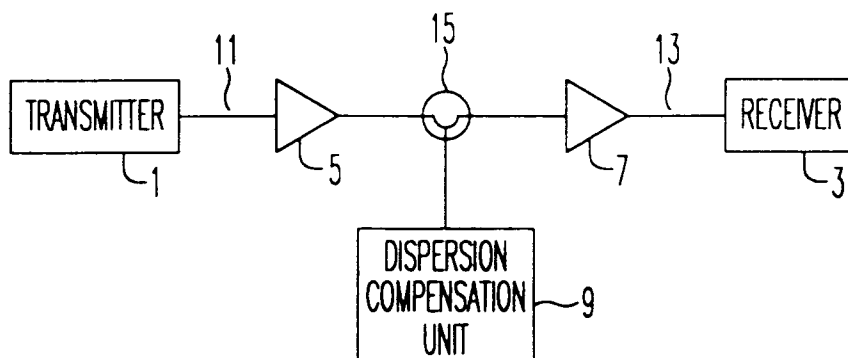 11
15
13
TRANSMITTER
RECEIVER
1
5
7
3
DISPERSION
COMPENSATION
UNIT
9